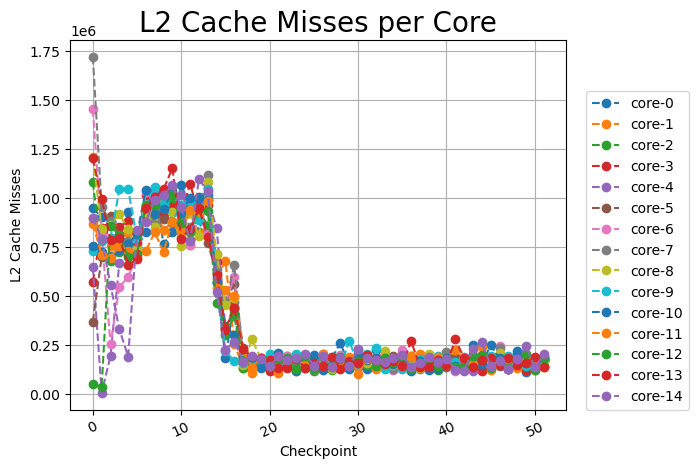 L2 Cache Misses per Core
1e6
1.75
1.50
1.25
1.00
0.75
0.50
0.25
0.00
L2 Cache Misses
0
10
20
30
40
50
Checkpoint
core-0
core-1
core-2
core-3
core-4
core-5
core-6
core-7
core-8
core-9
core-10
core-11
core-12
core-13
core-14